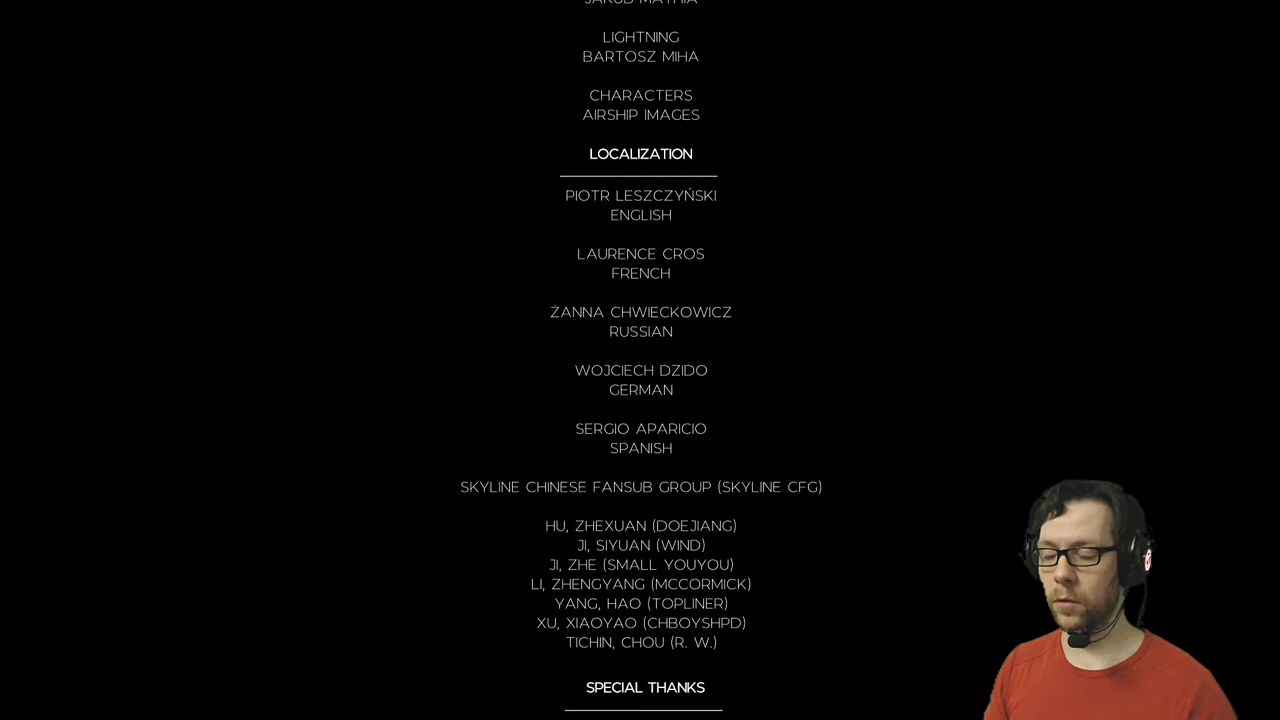 JAKUB MATHIA
LIGHTNING
BARTOSZ MIHA
CHARACTERS
AIRSHIP IMAGES
LOCALIZATION
PIOTR LESZCZYŃSKI
ENGLISH
LAURENCE CROS
FRENCH
ŻANNA CHWIECKOWICZ
RUSSIAN
WOJCIECH DZIDO
GERMAN
SERGIO APARICIO
SPANISH
SKYLINE CHINESE FANSUB GROUP (SKYLINE CFG)
HU, ZHEXUAN (DOEJIANG)
JI, SIYUAN (WIND)
JI, ZHE (SMALL YOUYOU)
LI, ZHENGYANG (MCCORMICK)
YANG, HAO (TOPLINER)
XU, XIAOYAO (CHBOYSHPD)
TICHIN, CHOU (R. W.)
SPECIAL THANKS